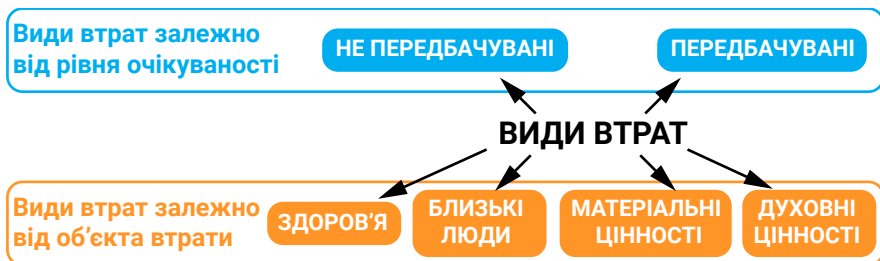 Види втрат залежно
від рівня очікуваності
НЕ ПЕРЕДБАЧУВАНІ
ПЕРЕДБАЧУВАНІ
ВИДИ ВТРАТ
Види втрат залежно
від об’єкта втрати
ЗДОРОВ’Я
БЛИЗЬКІ
ЛЮДИ
МАТЕРІАЛЬНІ
ЦІННОСТІ
ДУХОВНІ
ЦІННОСТІ